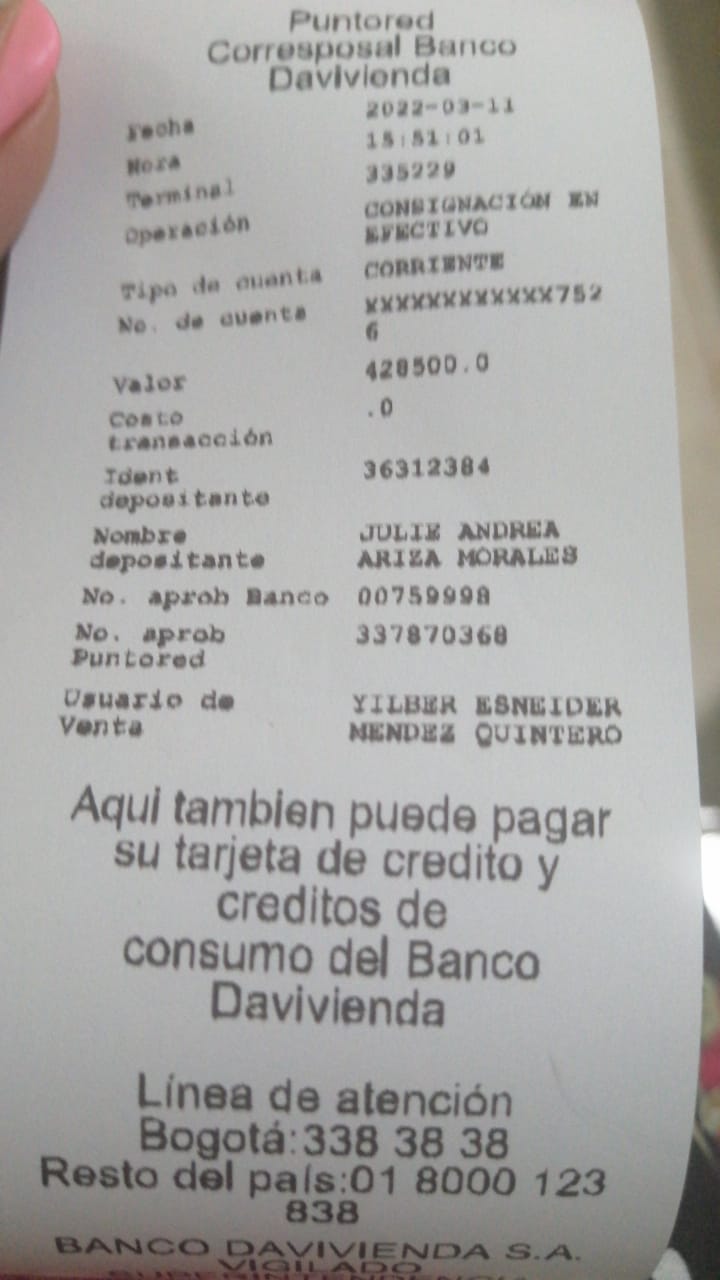 Puntored
Corresposal Banco
Davivienda
Fecha 2022-03-11
Hora 15:51:01
Terminal 335229
Operación CONSIGNACIÓN EN
EFECTIVO
Tipo de cuenta CORRIENTE
No. de cuenta XXXXXXXXXXXX752
6
Valor 428500.0
Costo .0
transacción
Ident 36312384
depositante
Nombre JULIE ANDREA
depositante ARIZA MORALES
No. aprob Banco 00759998
No. aprob 337870368
Puntored
Usuario de YILBER ESNEIDER
Venta MENDEZ QUINTERO
Aqui tambien puede pagar
su tarjeta de credito y
creditos de
consumo del Banco
Davivienda
Línea de atención
Bogotá:338 38 38
Resto del país:01 8000 123
838
BANCO DAVIVIENDA S.A.
VIGILADO